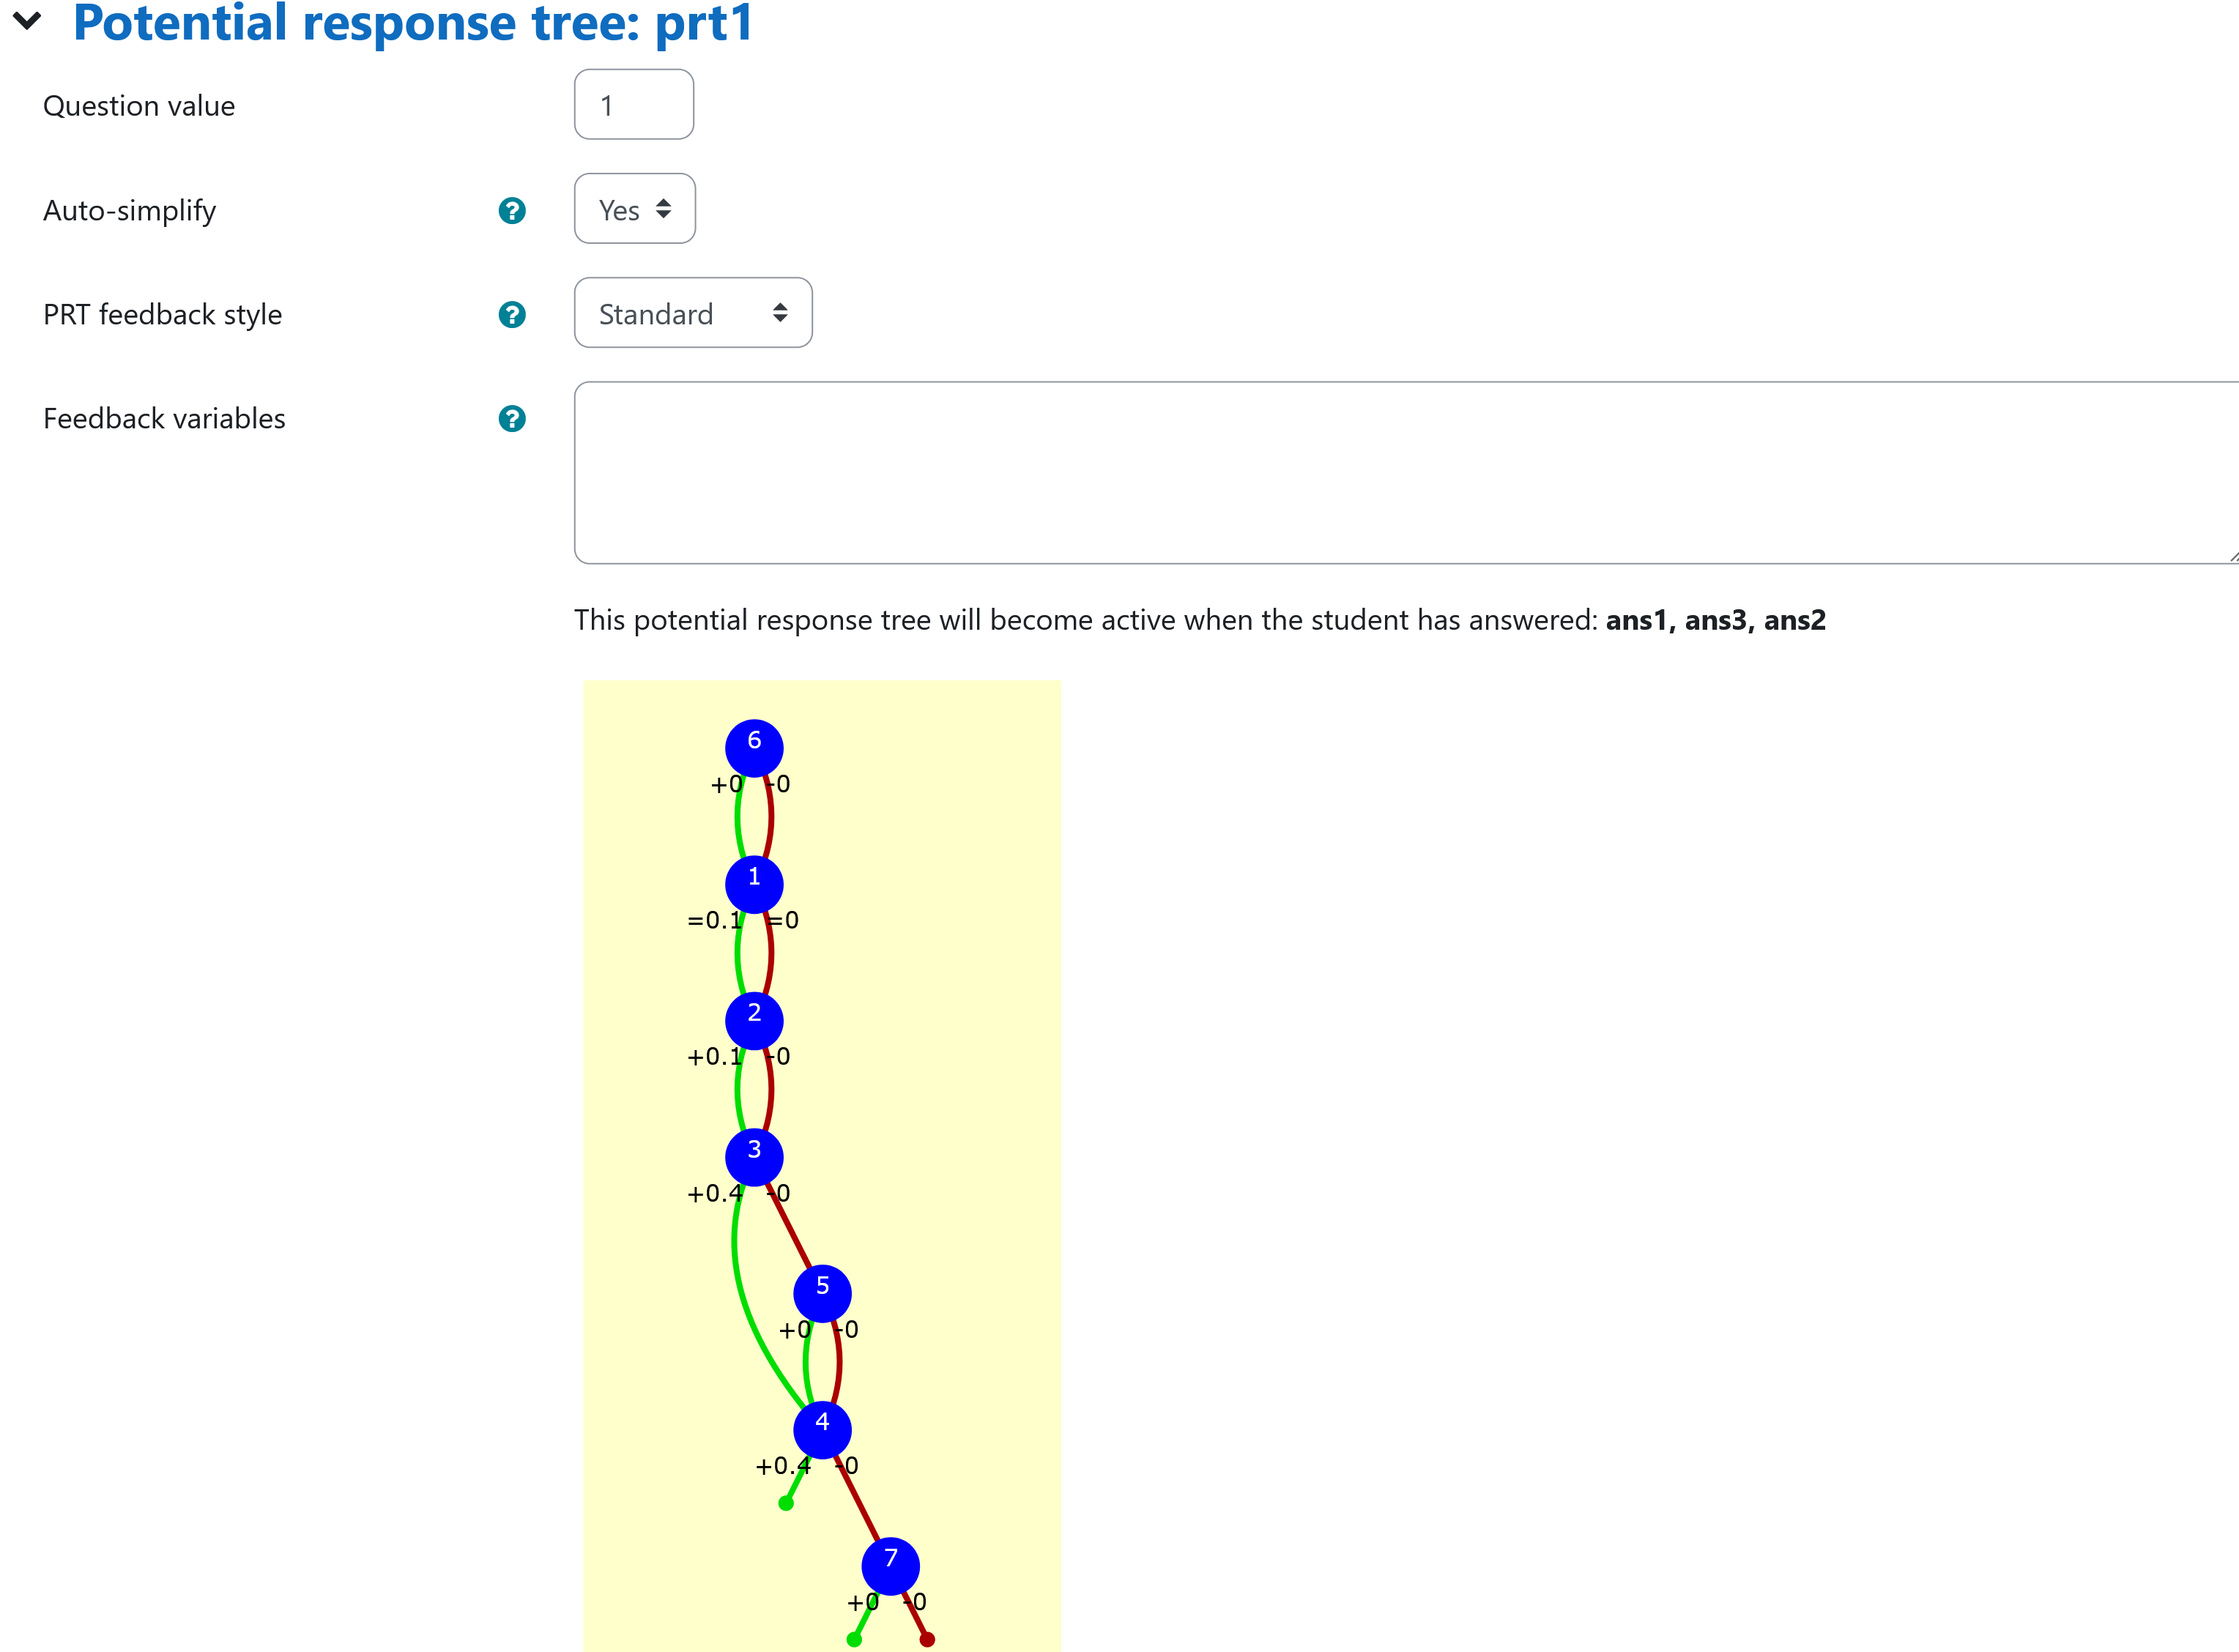 Potential response tree: prt1
Question value
1
Auto-simplify
?
Yes
PRT feedback style
?
Standard
Feedback variables
?
This potential response tree will become active when the student has answered: ans1, ans3, ans2
6
+0 -0
1
=0.1 =0
2
+0.1 -0
3
+0.4 -0
5
+0 -0
4
+0.4 -0
7
+0 -0